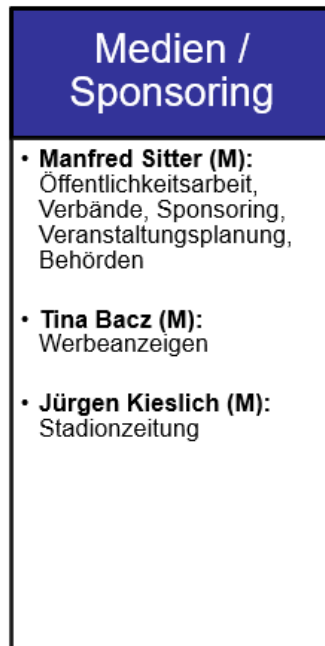 Medien /
Sponsoring
• Manfred Sitter (M):
Öffentlichkeitsarbeit,
Verbände, Sponsoring,
Veranstaltungsplanung,
Behörden
• Tina Bacz (M):
Werbeanzeigen
• Jürgen Kieslich (M):
Stadionzeitung